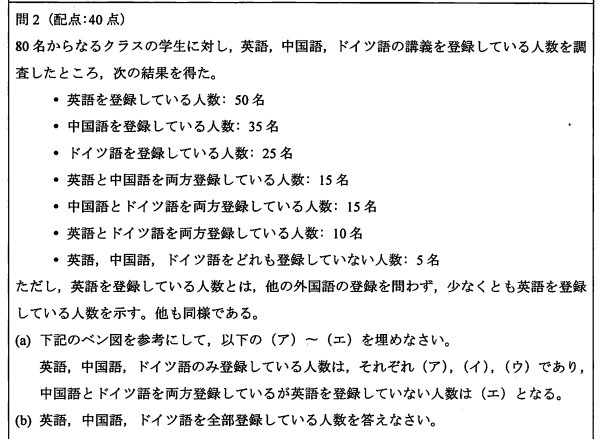 問2（配点:40点）
80名からなるクラスの学生に対し，英語，中国語，ドイツ語の講義を登録している人数を調
査したところ，次の結果を得た。
• 英語を登録している人数：50名
• 中国語を登録している人数：35名
• ドイツ語を登録している人数：25名
• 英語と中国語を両方登録している人数：15名
• 中国語とドイツ語を両方登録している人数：15名
• 英語とドイツ語を両方登録している人数：10名
• 英語，中国語，ドイツ語をどれも登録していない人数：5名
ただし，英語を登録している人数とは，他の外国語の登録を問わず，少なくとも英語を登録
している人数を示す。他も同様である。
(a) 下記のベン図を参考にして，以下の（ア）～（エ）を埋めなさい。
英語，中国語，ドイツ語のみ登録している人数は，それぞれ（ア），（イ），（ウ）であり，
中国語とドイツ語を両方登録しているが英語を登録していない人数は（エ）となる。
(b) 英語，中国語，ドイツ語を全部登録している人数を答えなさい。